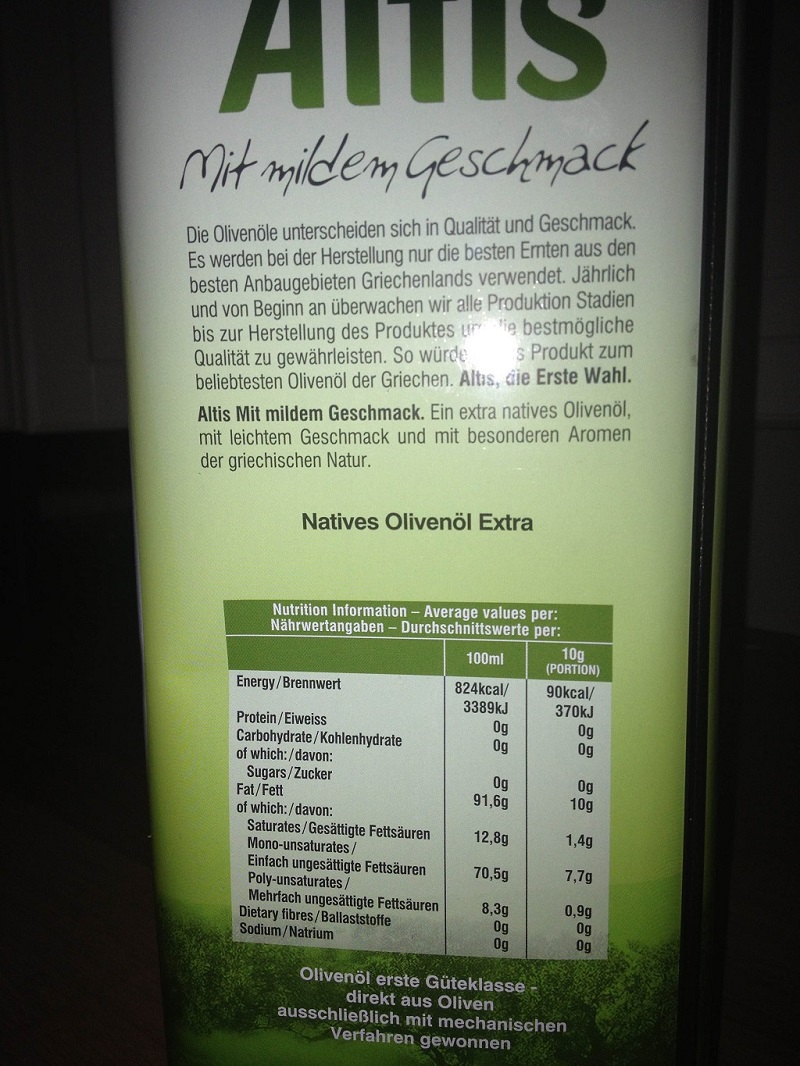 Altis
Mit mildem Geschmack
Die Olivenöle unterscheiden sich in Qualität und Geschmack.
Es werden bei der Herstellung nur die besten Ernten aus den
besten Anbaugebieten Griechenlands verwendet. Jährlich
und von Beginn an überwachen wir alle Produktion Stadien
bis zur Herstellung des Produktes bestmögliche
Qualität zu gewährleisten. So Produkt zum
beliebtesten Olivenöl der Griechen. Altis, die Erste Wahl.
Altis Mit mildem Geschmack. Ein extra natives Olivenöl,
mit leichtem Geschmack und mit besonderen Aromen
der griechischen Natur.
Natives Olivenöl Extra
Nutrition Information – Average values per:
Nährwertangaben – Durchschnittswerte per:
100ml 10g
(PORTION)
Energy/Brennwert 824kcal/ 90kcal/
3389kJ 370kJ
Protein/Eiweiss 0g 0g
Carbohydrate/Kohlenhydrate 0g 0g
of which:/davon:
Sugars/Zucker 0g 0g
Fat/Fett 91,6g 10g
of which:/davon:
Saturates/Gesättigte Fettsäuren 12,8g 1,4g
Mono-unsaturates/
Einfach ungesättigte Fettsäuren 70,5g 7,7g
Poly-unsaturates/
Mehrfach ungesättigte Fettsäuren 8,3g 0,9g
Dietary fibres/Ballaststoffe 0g 0g
Sodium/Natrium 0g 0g
Olivenöl erste Güteklasse -
direkt aus Oliven
ausschließlich mit mechanischen
Verfahren gewonnen